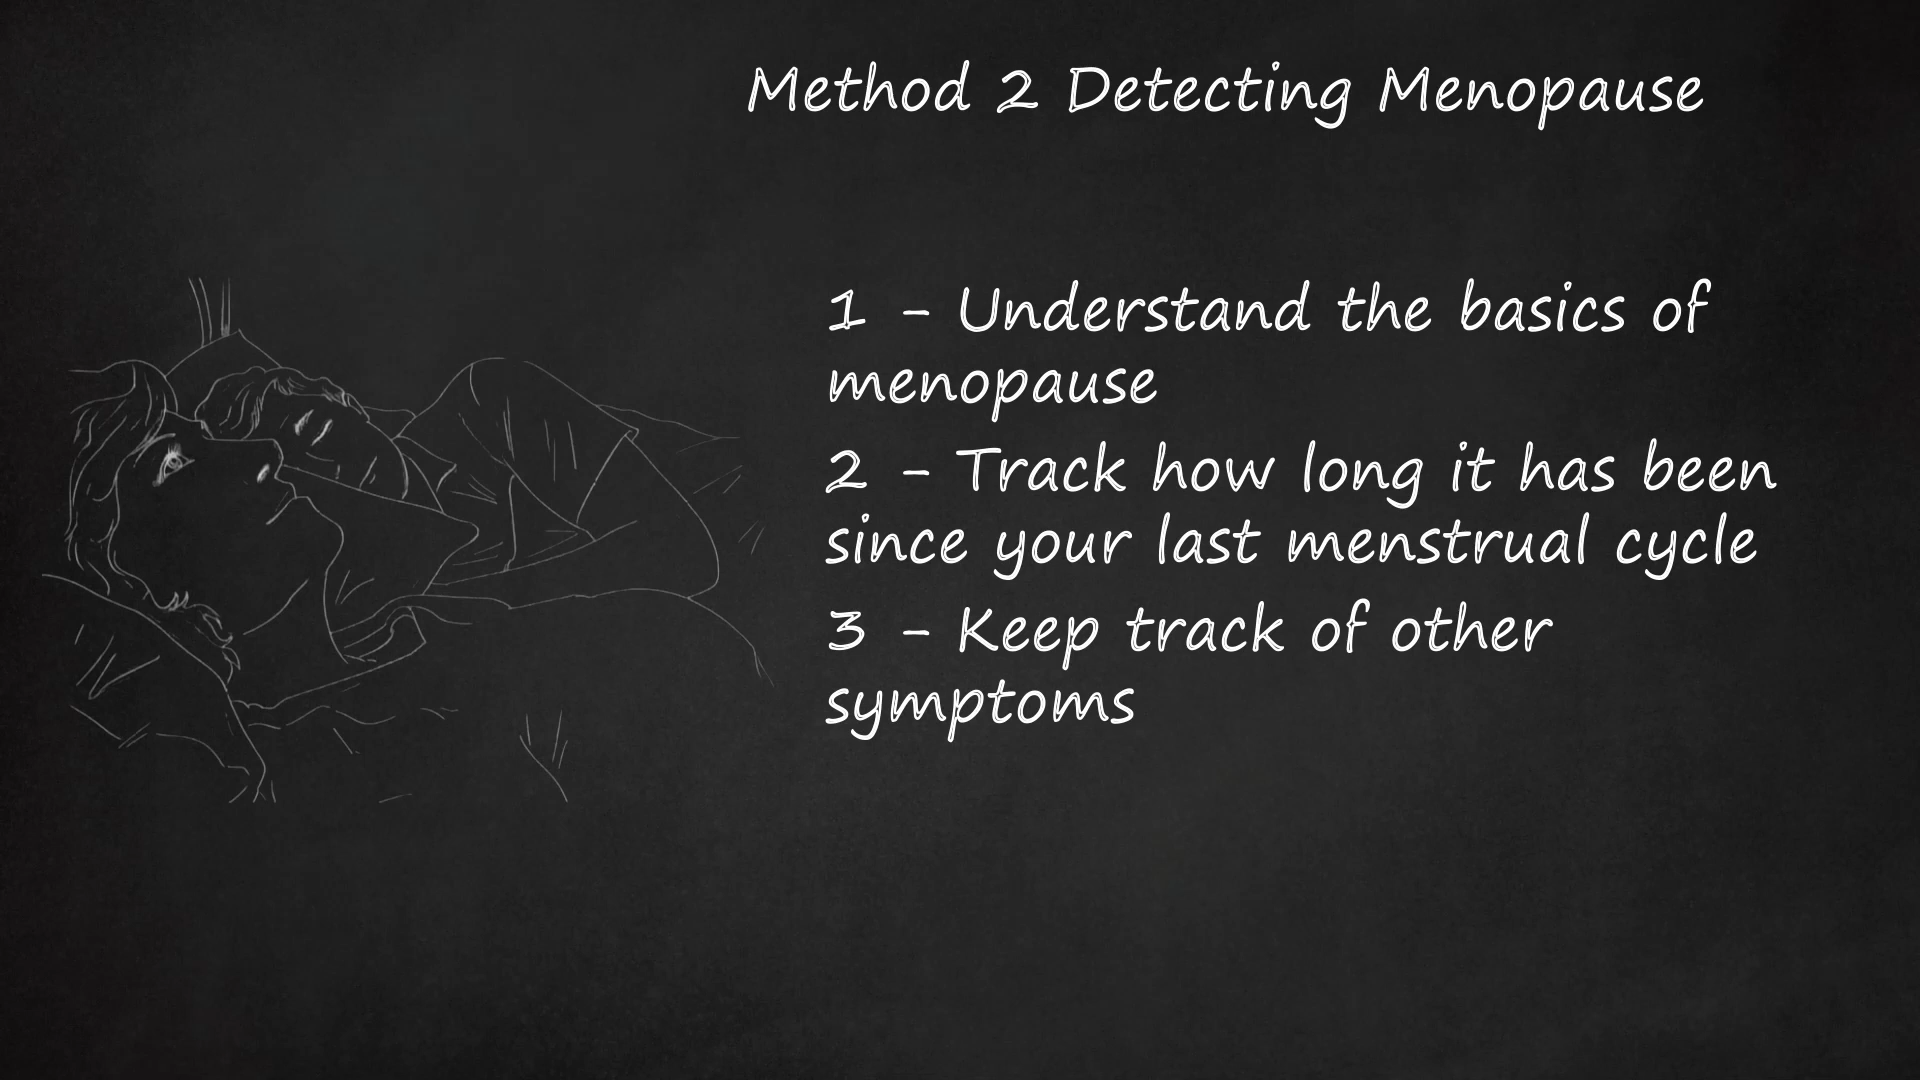 Method 2 Detecting Menopause
1 - Understand the basics of
menopause
2 - Track how long it has been
since your last menstrual cycle
3 - Keep track of other
symptoms